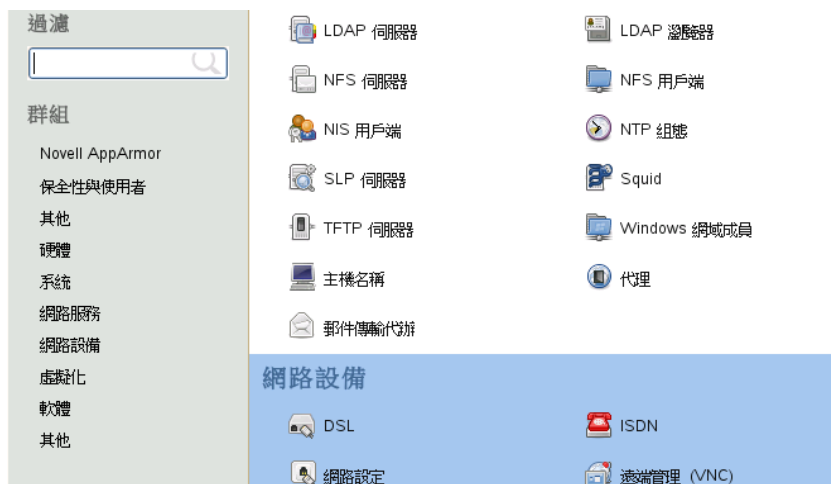 過濾
群組
Novell AppArmor
保全性與使用者
其他
硬體
系統
網路服務
網路設備
虛擬化
軟體
其他
LDAP 伺服器
LDAP 瀏覽器
NFS 伺服器
NFS 用戶端
NIS 用戶端
NTP 組態
SLP 伺服器
Squid
TFTP 伺服器
Windows 網域成員
主機名稱
代理
郵件傳輸代辦
網路設備
DSL
ISDN
網路設定
遠端管理 (VNC)